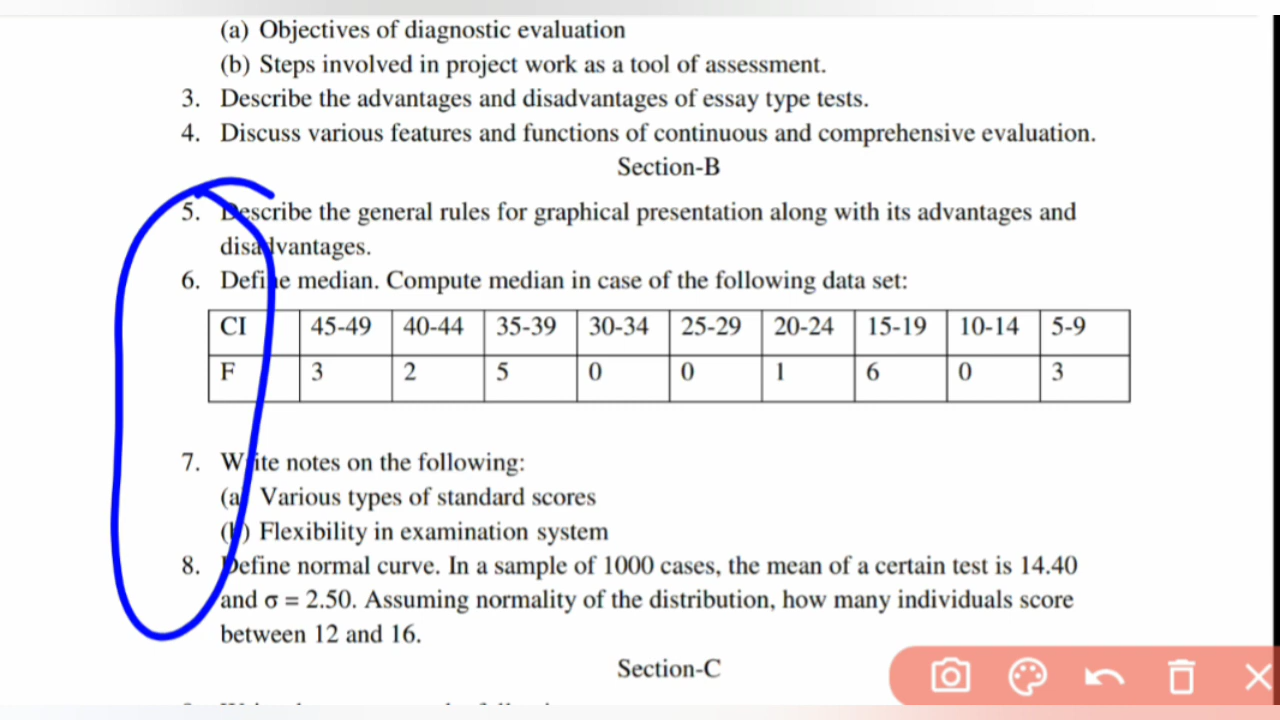 (a) Objectives of diagnostic evaluation
(b) Steps involved in project work as a tool of assessment.
3. Describe the advantages and disadvantages of essay type tests.
4. Discuss various features and functions of continuous and comprehensive evaluation.
Section-B
5. Describe the general rules for graphical presentation along with its advantages and
disadvantages.
6. Define median. Compute median in case of the following data set:
CI 45-49 40-44 35-39 30-34 25-29 20-24 15-19 10-14 5-9
F 3 2 5 0 0 1 6 0 3
7. Write notes on the following:
(a) Various types of standard scores
(b) Flexibility in examination system
8. Define normal curve. In a sample of 1000 cases, the mean of a certain test is 14.40
and σ = 2.50. Assuming normality of the distribution, how many individuals score
between 12 and 16.
Section-C